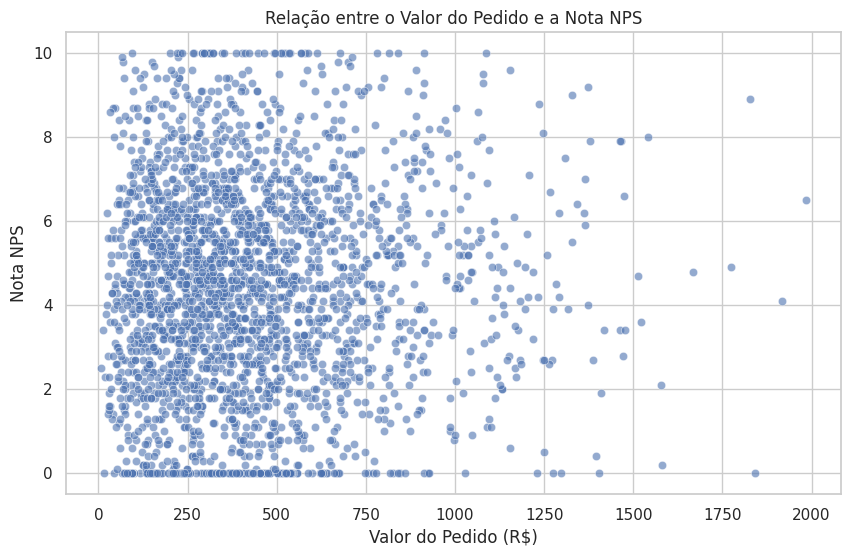 Relação entre o Valor do Pedido e a Nota NPS
Nota NPS
10
8
6
4
2
0
0 250 500 750 1000 1250 1500 1750 2000
Valor do Pedido (R$)